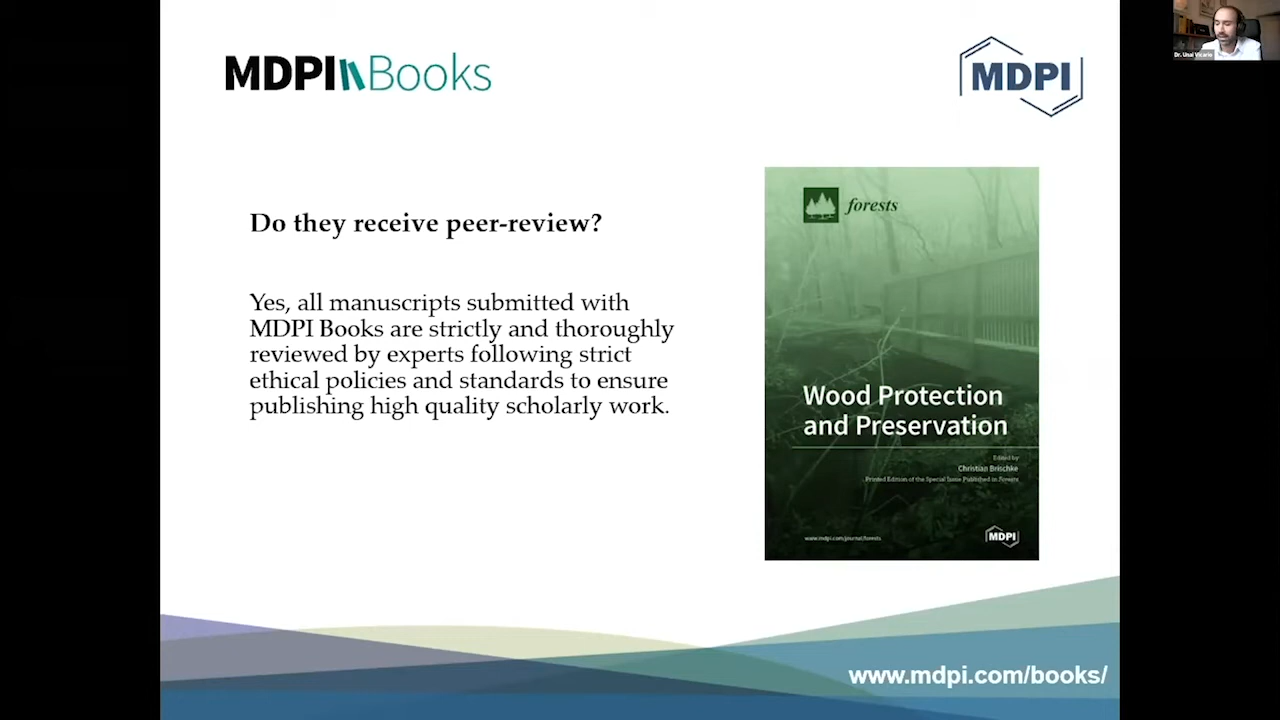 MDPI Books
MDPI
Dr. Unai Vicario
Do they receive peer-review?
Yes, all manuscripts submitted with
MDPI Books are strictly and thoroughly
reviewed by experts following strict
ethical policies and standards to ensure
publishing high quality scholarly work.
forests
Wood Protection
and Preservation
Edited by
Christian Brischke
Printed Edition of the Special Issue Published in Forests
www.mdpi.com/journal/forests
MDPI
www.mdpi.com/books/